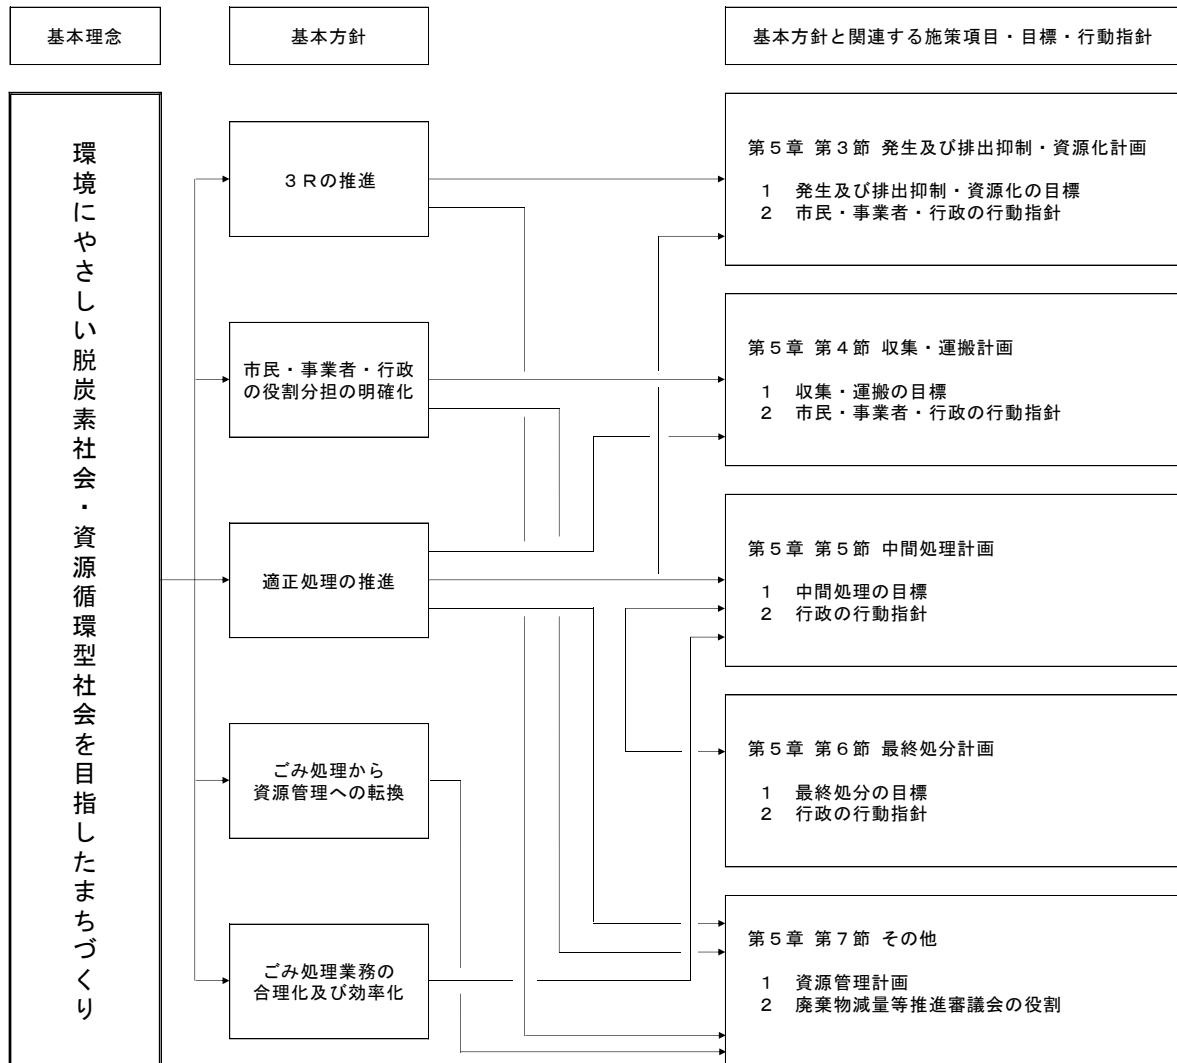 基本理念
基本方針
基本方針と関連する施策項目・目標・行動指針
環境にやさしい脱炭素社会・資源循環型社会を目指したまちづくり
３Ｒの推進
市民・事業者・行政
の役割分担の明確化
適正処理の推進
ごみ処理から
資源管理への転換
ごみ処理業務の
合理化及び効率化
第５章 第３節 発生及び排出抑制・資源化計画
１　発生及び排出抑制・資源化の目標
２　市民・事業者・行政の行動指針
第５章 第４節 収集・運搬計画
１　収集・運搬の目標
２　市民・事業者・行政の行動指針
第５章 第５節 中間処理計画
１　中間処理の目標
２　行政の行動指針
第５章 第６節 最終処分計画
１　最終処分の目標
２　行政の行動指針
第５章 第７節 その他
１　資源管理計画
２　廃棄物減量等推進審議会の役割